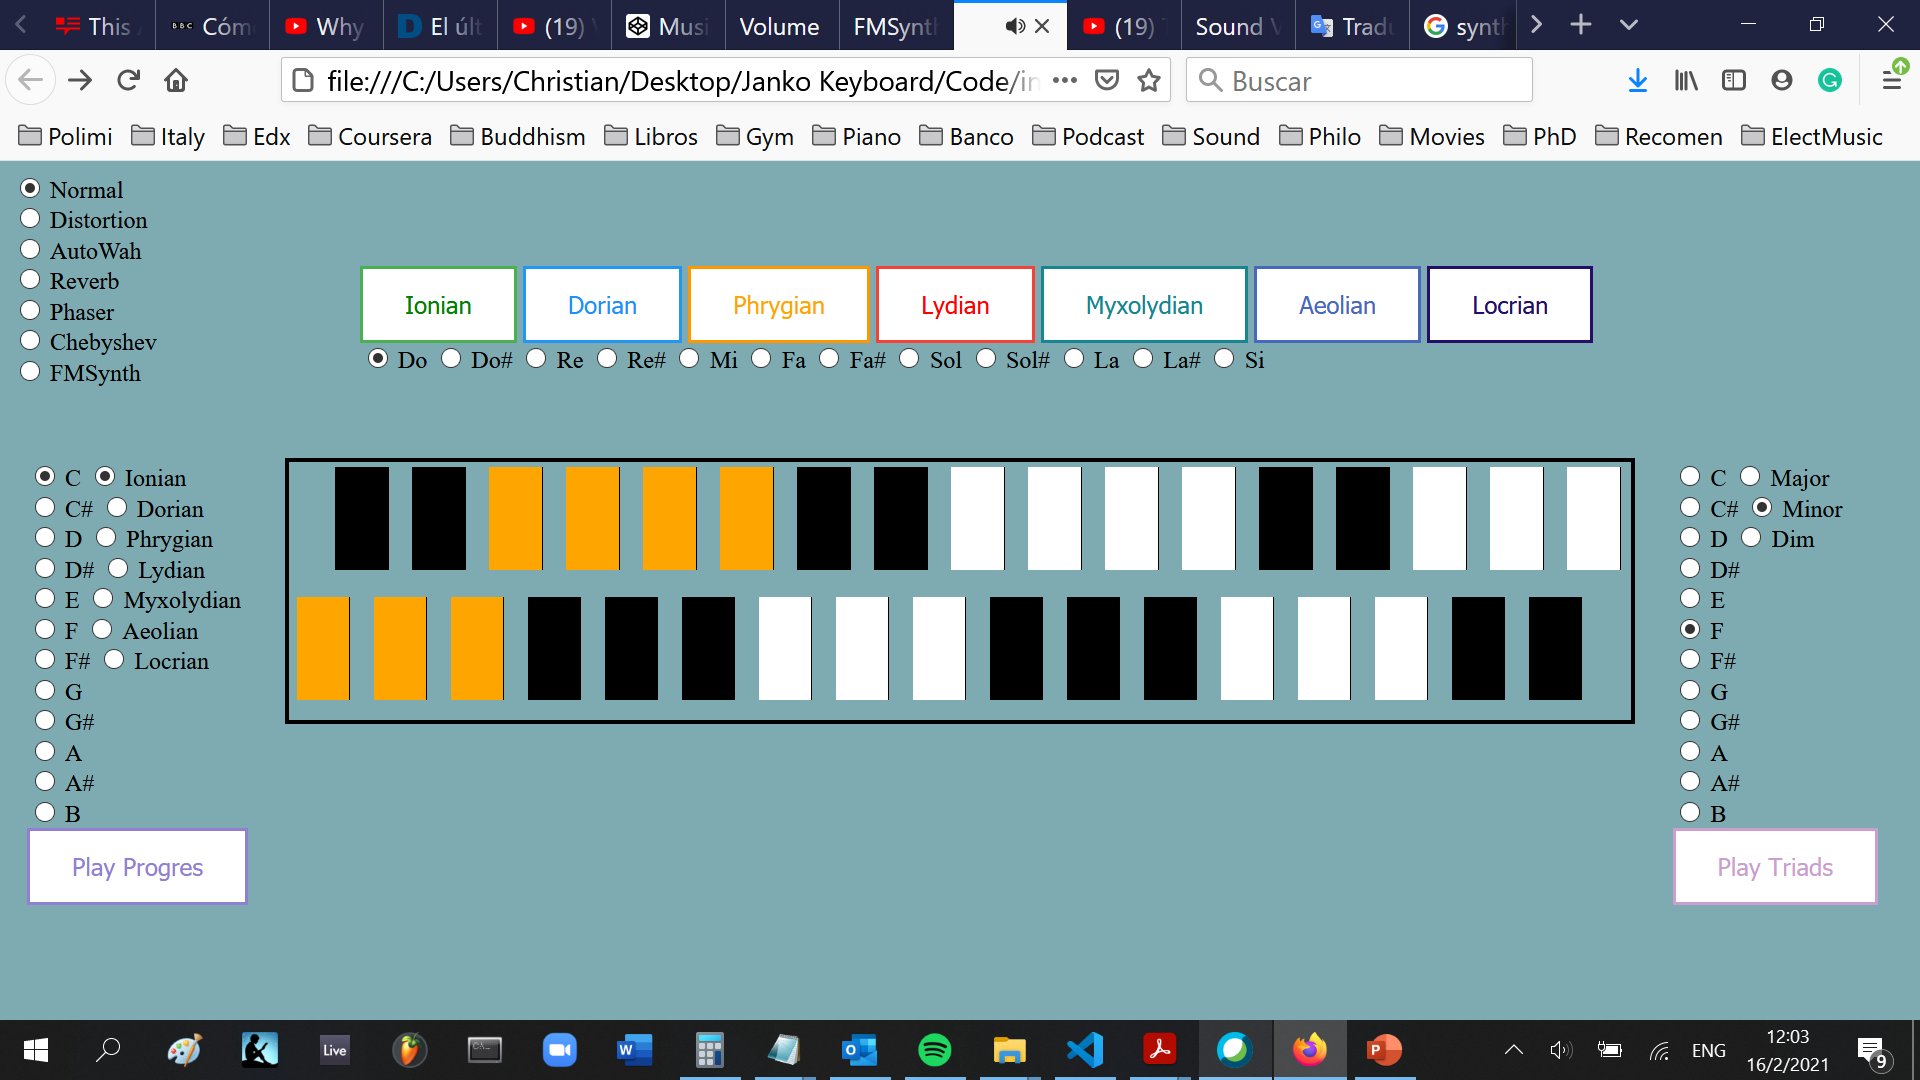 This
BBC Cóm
Why
El últ
(19)
Musi
Volume
FMSynt
(19)
Sound V
Tradu
synth
file:///C:/Users/Christian/Desktop/Janko Keyboard/Code/in
Buscar
Polimi Italy Edx Coursera Buddhism Libros Gym Piano Banco Podcast Sound Philo Movies PhD Recomen ElectMusic
Normal
Distortion
AutoWah
Reverb
Phaser
Chebyshev
FMSynth
Ionian Dorian Phrygian Lydian Myxolydian Aeolian Locrian
Do Do# Re Re# Mi Fa Fa# Sol Sol# La La# Si
C Ionian
C# Dorian
D Phrygian
D# Lydian
E Myxolydian
F Aeolian
F# Locrian
G
G#
A
A#
B
Play Progres
C Major
C# Minor
D Dim
D#
E
F
F#
G
G#
A
A#
B
Play Triads
Live
ENG
12:03
16/2/2021
9